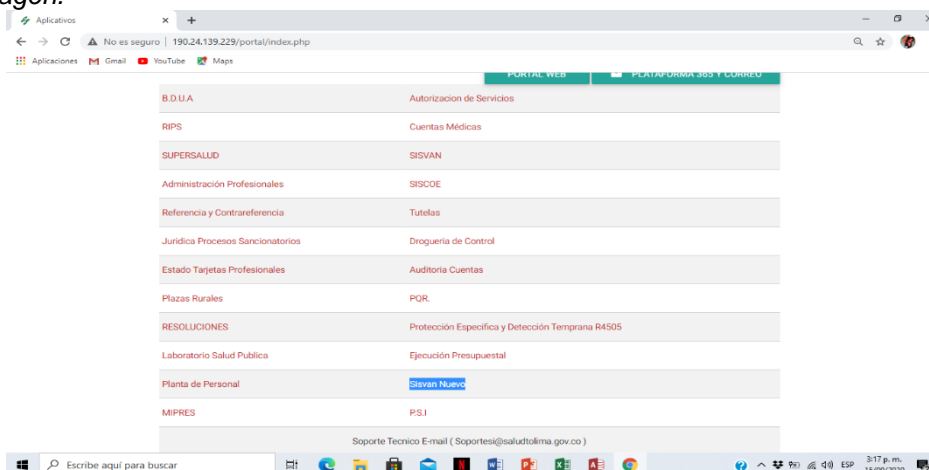 agon.
Aplicativos
No es seguro | 190.24.139.229/portal/index.php
Aplicaciones Gmail YouTube Maps
PORTAL WEB PLATAFORMA 365 Y CORREO
B.D.U.A Autorizacion de Servicios
RIPS Cuentas Médicas
SUPERSALUD SISVAN
Administración Profesionales SISCOE
Referencia y Contrareferencia Tutelas
Juridica Procesos Sancionatorios Drogueria de Control
Estado Tarjetas Profesionales Auditoria Cuentas
Plazas Rurales PQR.
RESOLUCIONES Protección Especifica y Detección Temprana R4505
Laboratorio Salud Publica Ejecución Presupuestal
Planta de Personal Sisvan Nuevo
MIPRES P.S.I
Soporte Tecnico E-mail ( Soportesi@saludtolima.gov.co )
Escribe aquí para buscar ESP 3:17 p. m.
15/09/2020